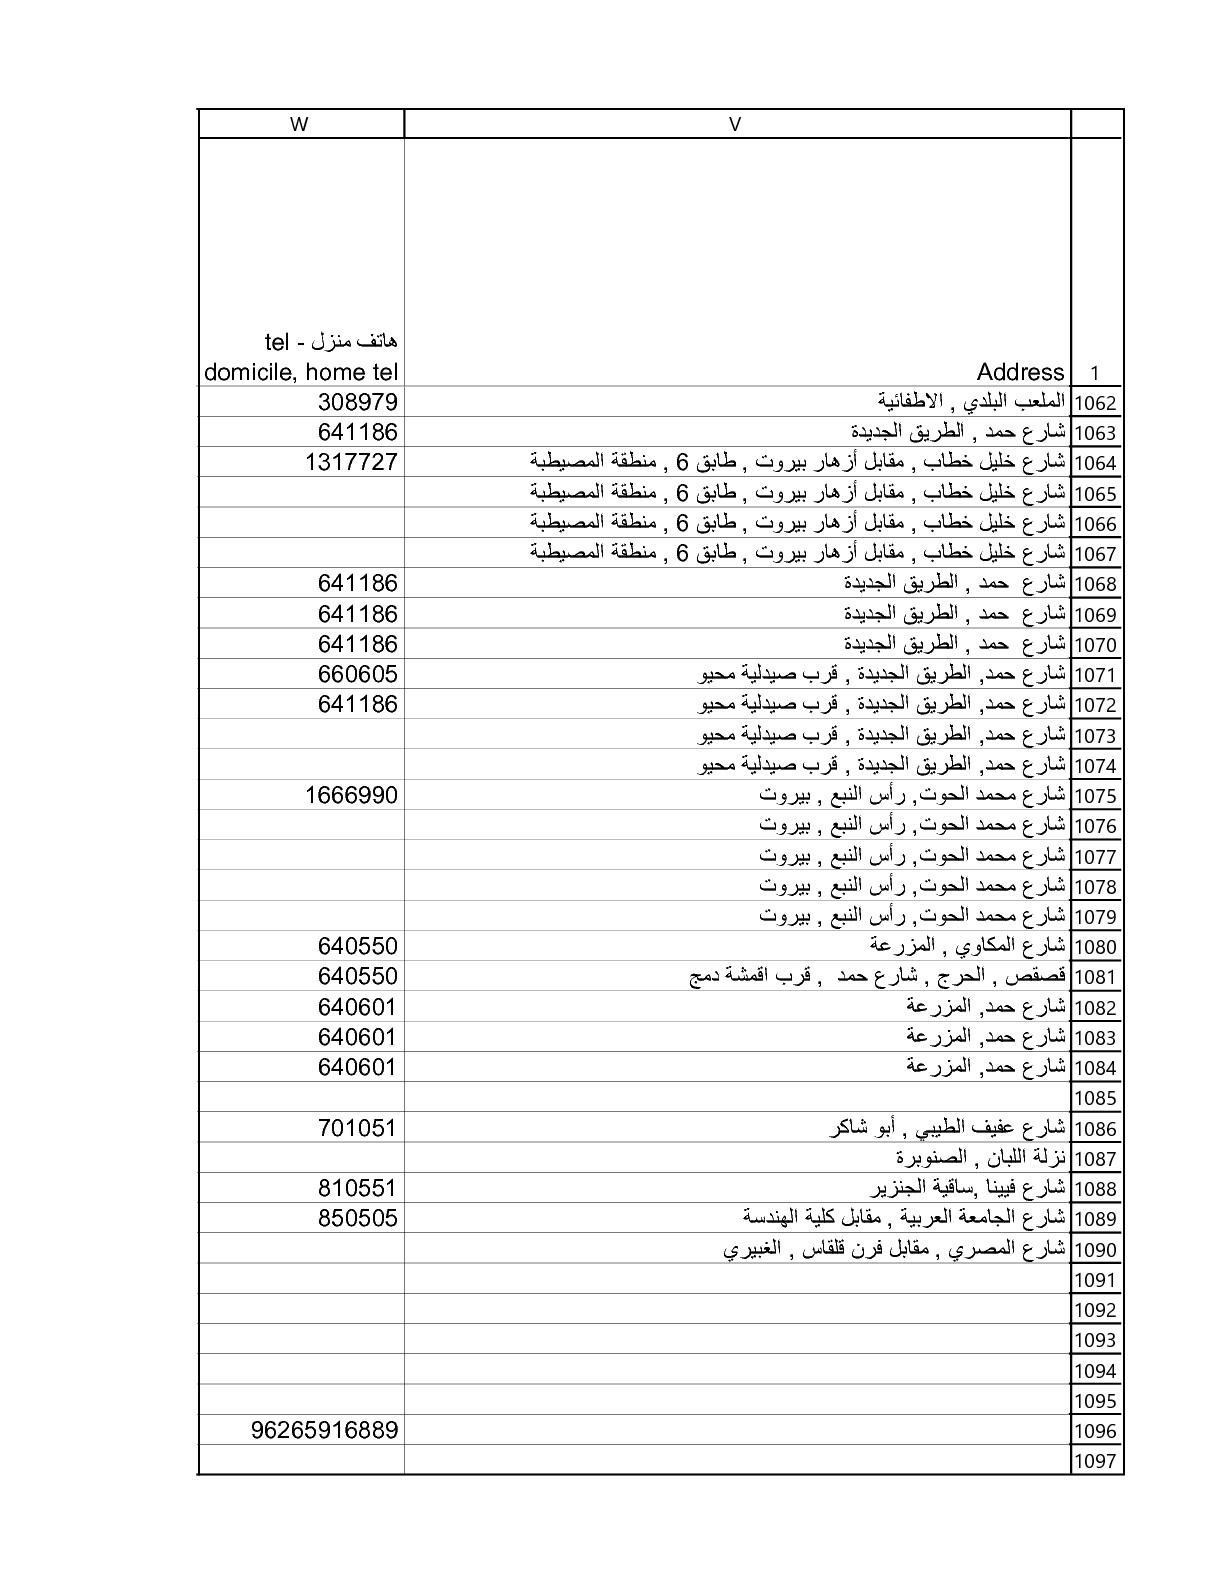 V W
هاتف منزل - tel
1 Address domicile, home tel
1062 الملعب البلدي , الاطفائية 308979
1063 شارع حمد , الطريق الجديدة 641186
1064 شارع خليل خطاب , مقابل أزهار بيروت , طابق 6 , منطقة المصيطبة 1317727
1065 شارع خليل خطاب , مقابل أزهار بيروت , طابق 6 , منطقة المصيطبة
1066 شارع خليل خطاب , مقابل أزهار بيروت , طابق 6 , منطقة المصيطبة
1067 شارع خليل خطاب , مقابل أزهار بيروت , طابق 6 , منطقة المصيطبة
1068 شارع حمد , الطريق الجديدة 641186
1069 شارع حمد , الطريق الجديدة 641186
1070 شارع حمد , الطريق الجديدة 641186
1071 شارع حمد, الطريق الجديدة , قرب صيدلية محيو 660605
1072 شارع حمد, الطريق الجديدة , قرب صيدلية محيو 641186
1073 شارع حمد, الطريق الجديدة , قرب صيدلية محيو
1074 شارع حمد, الطريق الجديدة , قرب صيدلية محيو
1075 شارع محمد الحوت, رأس النبع , بيروت 1666990
1076 شارع محمد الحوت, رأس النبع , بيروت
1077 شارع محمد الحوت, رأس النبع , بيروت
1078 شارع محمد الحوت, رأس النبع , بيروت
1079 شارع محمد الحوت, رأس النبع , بيروت
1080 شارع المكاوي , المزرعة 640550
1081 قصقص , الحرج , شارع حمد , قرب اقمشة دمج 640550
1082 شارع حمد, المزرعة 640601
1083 شارع حمد, المزرعة 640601
1084 شارع حمد, المزرعة 640601
1085
1086 شارع عفيف الطيبي , أبو شاكر 701051
1087 نزلة اللبان , الصنوبرة
1088 شارع فيينا ,ساقية الجنزير 810551
1089 شارع الجامعة العربية , مقابل كلية الهندسة 850505
1090 شارع المصري , مقابل فرن قلقاس , الغبيري
1091
1092
1093
1094
1095
1096 96265916889
1097